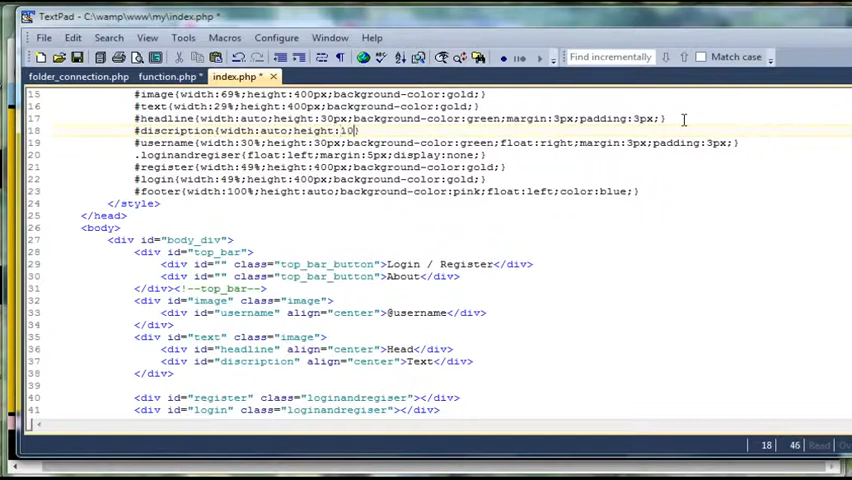 TextPad - C:\wamp\www\my\index.php *
File Edit Search View Tools Macros Configure Window Help
Find incrementally Match case
folder_connection.php function.php * index.php *
15 #image{width:69%;height:400px;background-color:gold;}
16 #text{width:29%;height:400px;background-color:gold;}
17 #headline{width:auto;height:30px;background-color:green;margin:3px;padding:3px;}
18 #discription{width:auto;height:10}
19 #username{width:30%;height:30px;background-color:green;float:right;margin:3px;padding:3px;}
20 .loginandregiser{float:left;margin:5px;display:none;}
21 #register{width:49%;height:400px;background-color:gold;}
22 #login{width:49%;height:400px;background-color:gold;}
23 #footer{width:100%;height:auto;background-color:pink;float:left;color:blue;}
24 </style>
25 </head>
26 <body>
27 <div id="body_div">
28 <div id="top_bar">
29 <div id="" class="top_bar_button">Login / Register</div>
30 <div id="" class="top_bar_button">About</div>
31 </div><!--top_bar-->
32 <div id="image" class="image">
33 <div id="username" align="center">@username</div>
34 </div>
35 <div id="text" class="image">
36 <div id="headline" align="center">Head</div>
37 <div id="discription" align="center">Text</div>
38 </div>
39
40 <div id="register" class="loginandregiser"></div>
41 <div id="login" class="loginandregiser"></div>
18 46 Read Ov